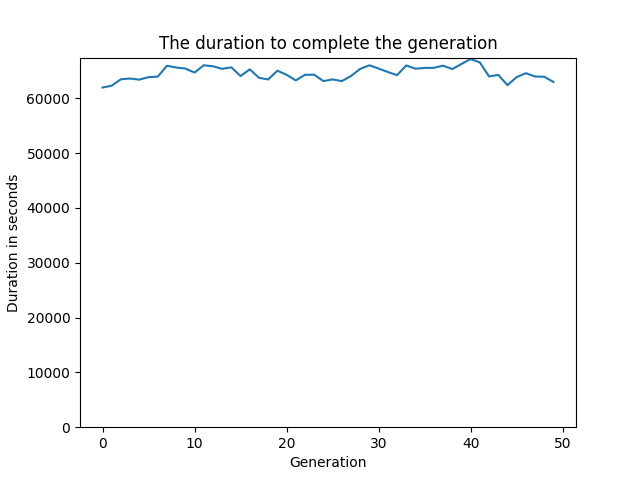 The duration to complete the generation
Duration in seconds
60000
50000
40000
30000
20000
10000
0
0 10 20 30 40 50
Generation